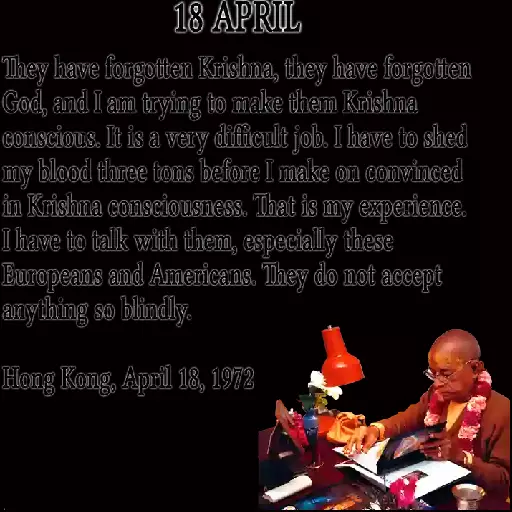 18 APRIL
They have forgotten Krishna, they have forgotten
God, and I am trying to make them Krishna
conscious. It is a very difficult job. I have to shed
my blood three tons before I make on convinced
in Krishna consciousness. That is my experience.
I have to talk with them, especially these
Europeans and Americans. They do not accept
anything so blindly.
Hong Kong, April 18, 1972